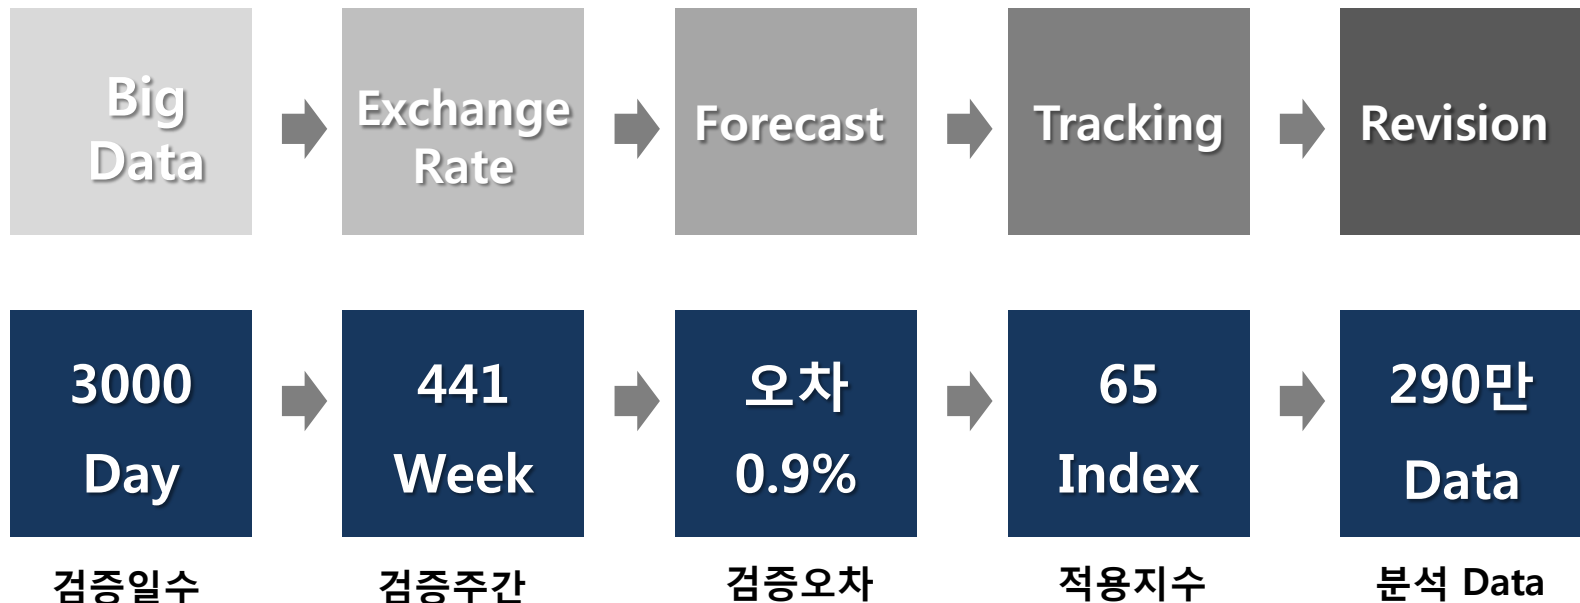 Big
Data
Exchange
Rate
Forecast
Tracking
Revision
3000
Day
441
Week
오차
0.9%
65
Index
290만
Data
검증일수
검증주간
검증오차
적용지수
분석 Data